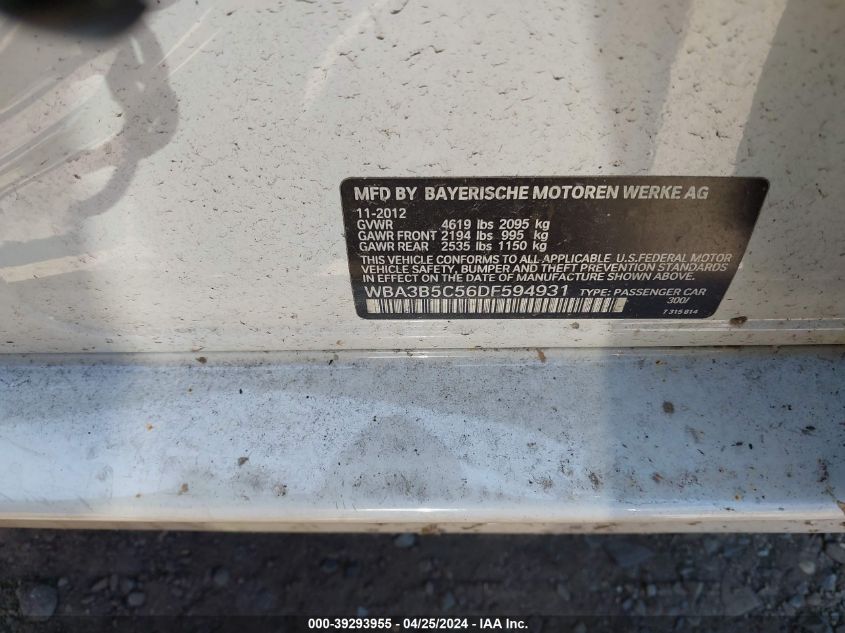 MFD BY BAYERISCHE MOTOREN WERKE AG
11-2012
GVWR 4619 lbs 2095 kg
GAWR FRONT 2194 lbs 995 kg
GAWR REAR 2535 lbs 1150 kg
THIS VEHICLE CONFORMS TO ALL APPLICABLE U.S.FEDERAL MOTOR
VEHICLE SAFETY, BUMPER AND THEFT PREVENTION STANDARDS
IN EFFECT ON THE DATE OF MANUFACTURE SHOWN ABOVE.
WBA3B5C56DF594931 TYPE: PASSENGER CAR
300/
7 315 814
000-39293955 - 04/25/2024 - IAA Inc.